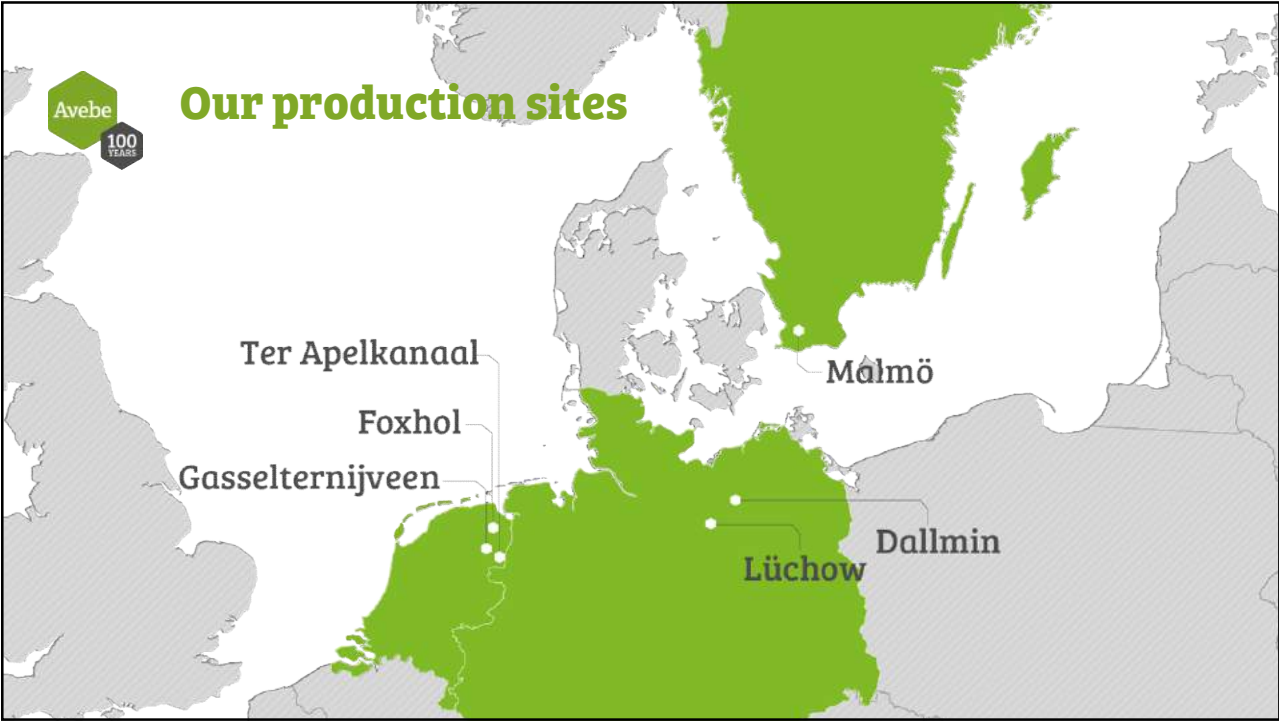 Avebe
100
YEARS
Our production sites
Ter Apelkanaal
Malmö
Foxhol
Gasselternijveen
Dallmin
Lüchow